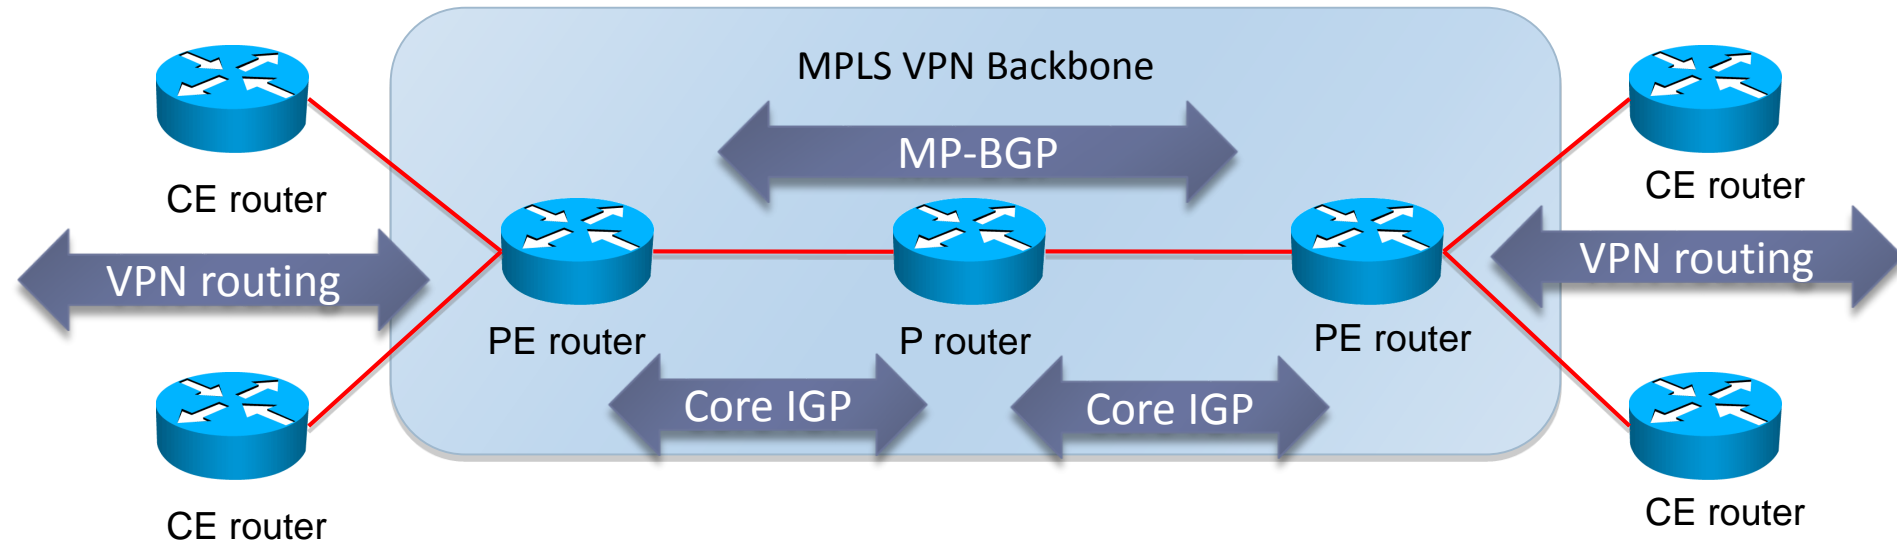 MPLS VPN Backbone
MP-BGP
CE router
CE router
VPN routing
VPN routing
PE router
P router
PE router
Core IGP
Core IGP
CE router
CE router